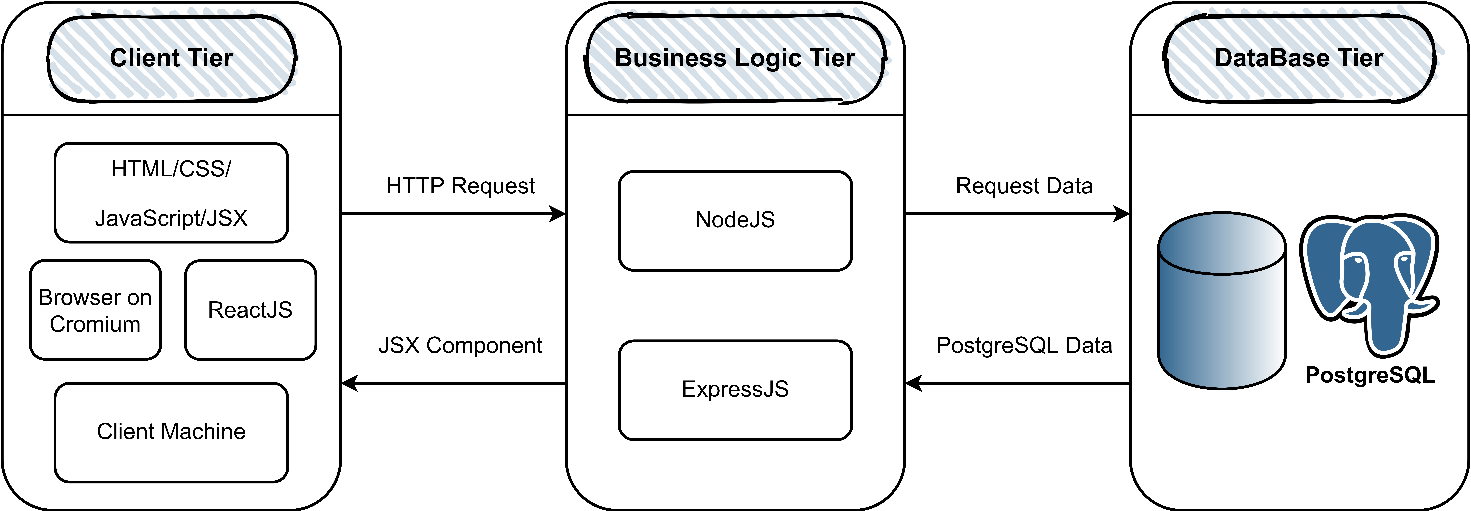 Client Tier
HTML/CSS/
JavaScript/JSX
Browser on
Cromium
ReactJS
Client Machine
HTTP Request
JSX Component
Business Logic Tier
NodeJS
ExpressJS
Request Data
PostgreSQL Data
DataBase Tier
PostgreSQL